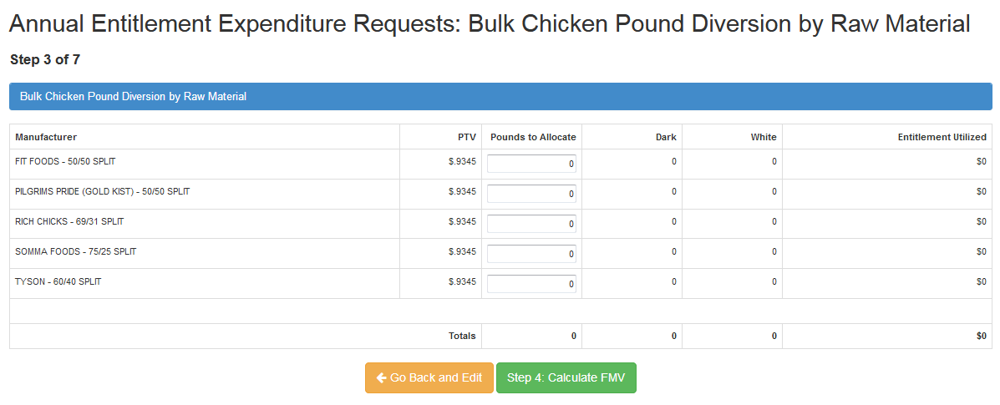 Annual Entitlement Expenditure Requests: Bulk Chicken Pound Diversion by Raw Material
Step 3 of 7
Bulk Chicken Pound Diversion by Raw Material
Manufacturer PTV Pounds to Allocate Dark White Entitlement Utilized
FIT FOODS - 50/50 SPLIT $.9345 0 0 0 $0
PILGRIMS PRIDE (GOLD KIST) - 50/50 SPLIT $.9345 0 0 0 $0
RICH CHICKS - 69/31 SPLIT $.9345 0 0 0 $0
SOMMA FOODS - 75/25 SPLIT $.9345 0 0 0 $0
TYSON - 60/40 SPLIT $.9345 0 0 0 $0
Totals 0 0 0 $0
Go Back and Edit Step 4: Calculate FMV